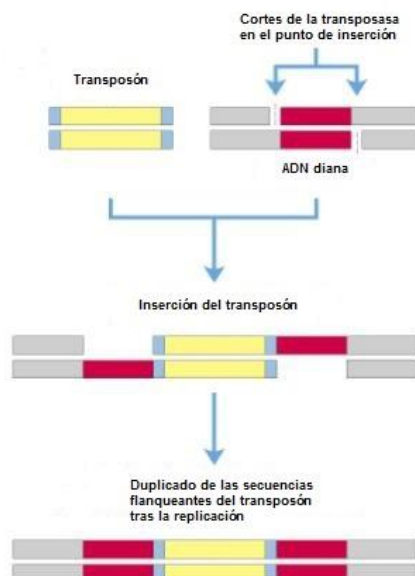 Cortes de la transposasa
en el punto de inserción
Transposón
ADN diana
Inserción del transposón
Duplicado de las secuencias
flanqueantes del transposón
tras la replicación